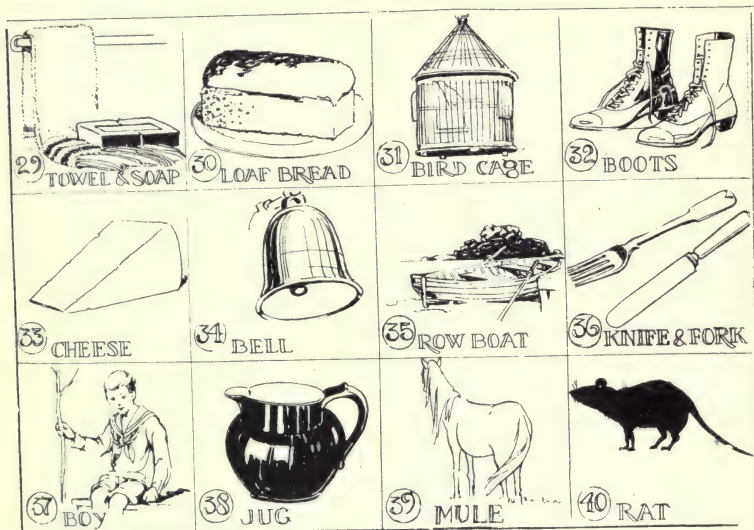 29 TOWEL & SOAP
30 LOAF BREAD
31 BIRD CAGE
32 BOOTS
33 CHEESE
34 BELL
35 ROW BOAT
36 KNIFE & FORK
37 BOY
38 JUG
39 MULE
40 RAT